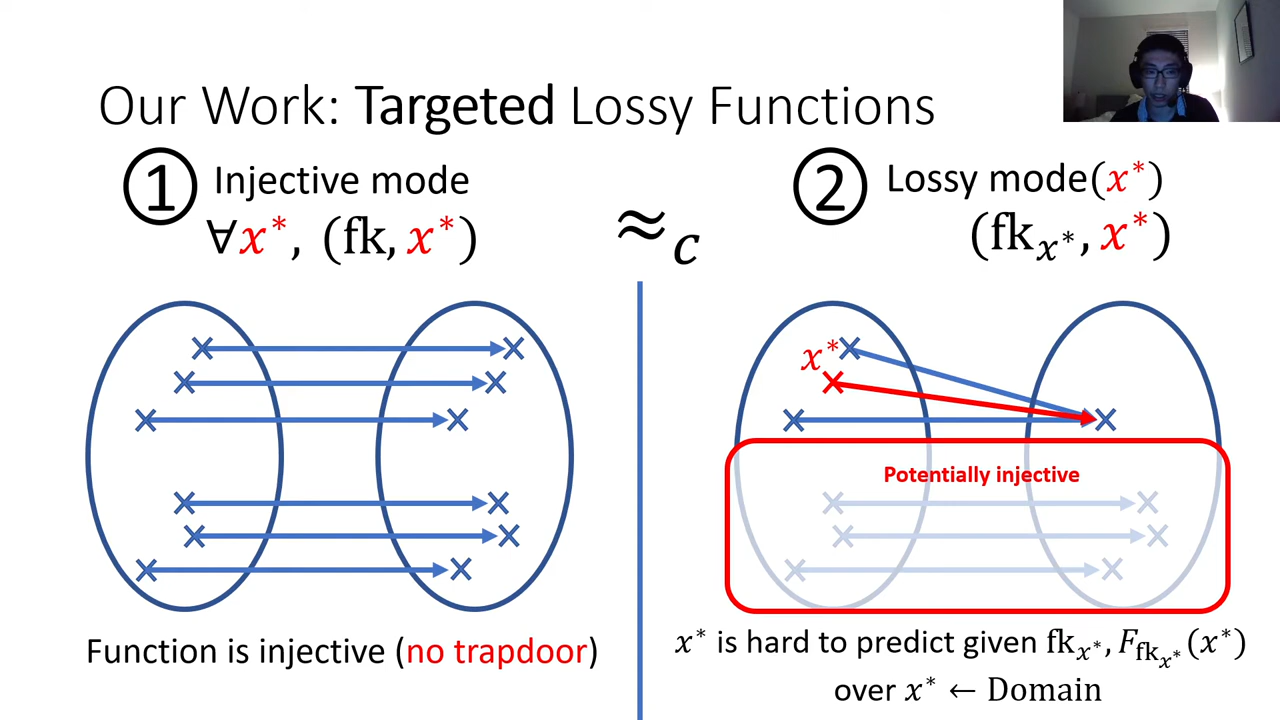 Our Work: Targeted Lossy Functions
① Injective mode
∀x*, (fk, x*)
≈c
② Lossy mode(x*)
(fkₓ*, x*)
x*
Potentially injective
Function is injective (no trapdoor)
x* is hard to predict given fkₓ*, F_fkₓ*(x*)
over x* ← Domain